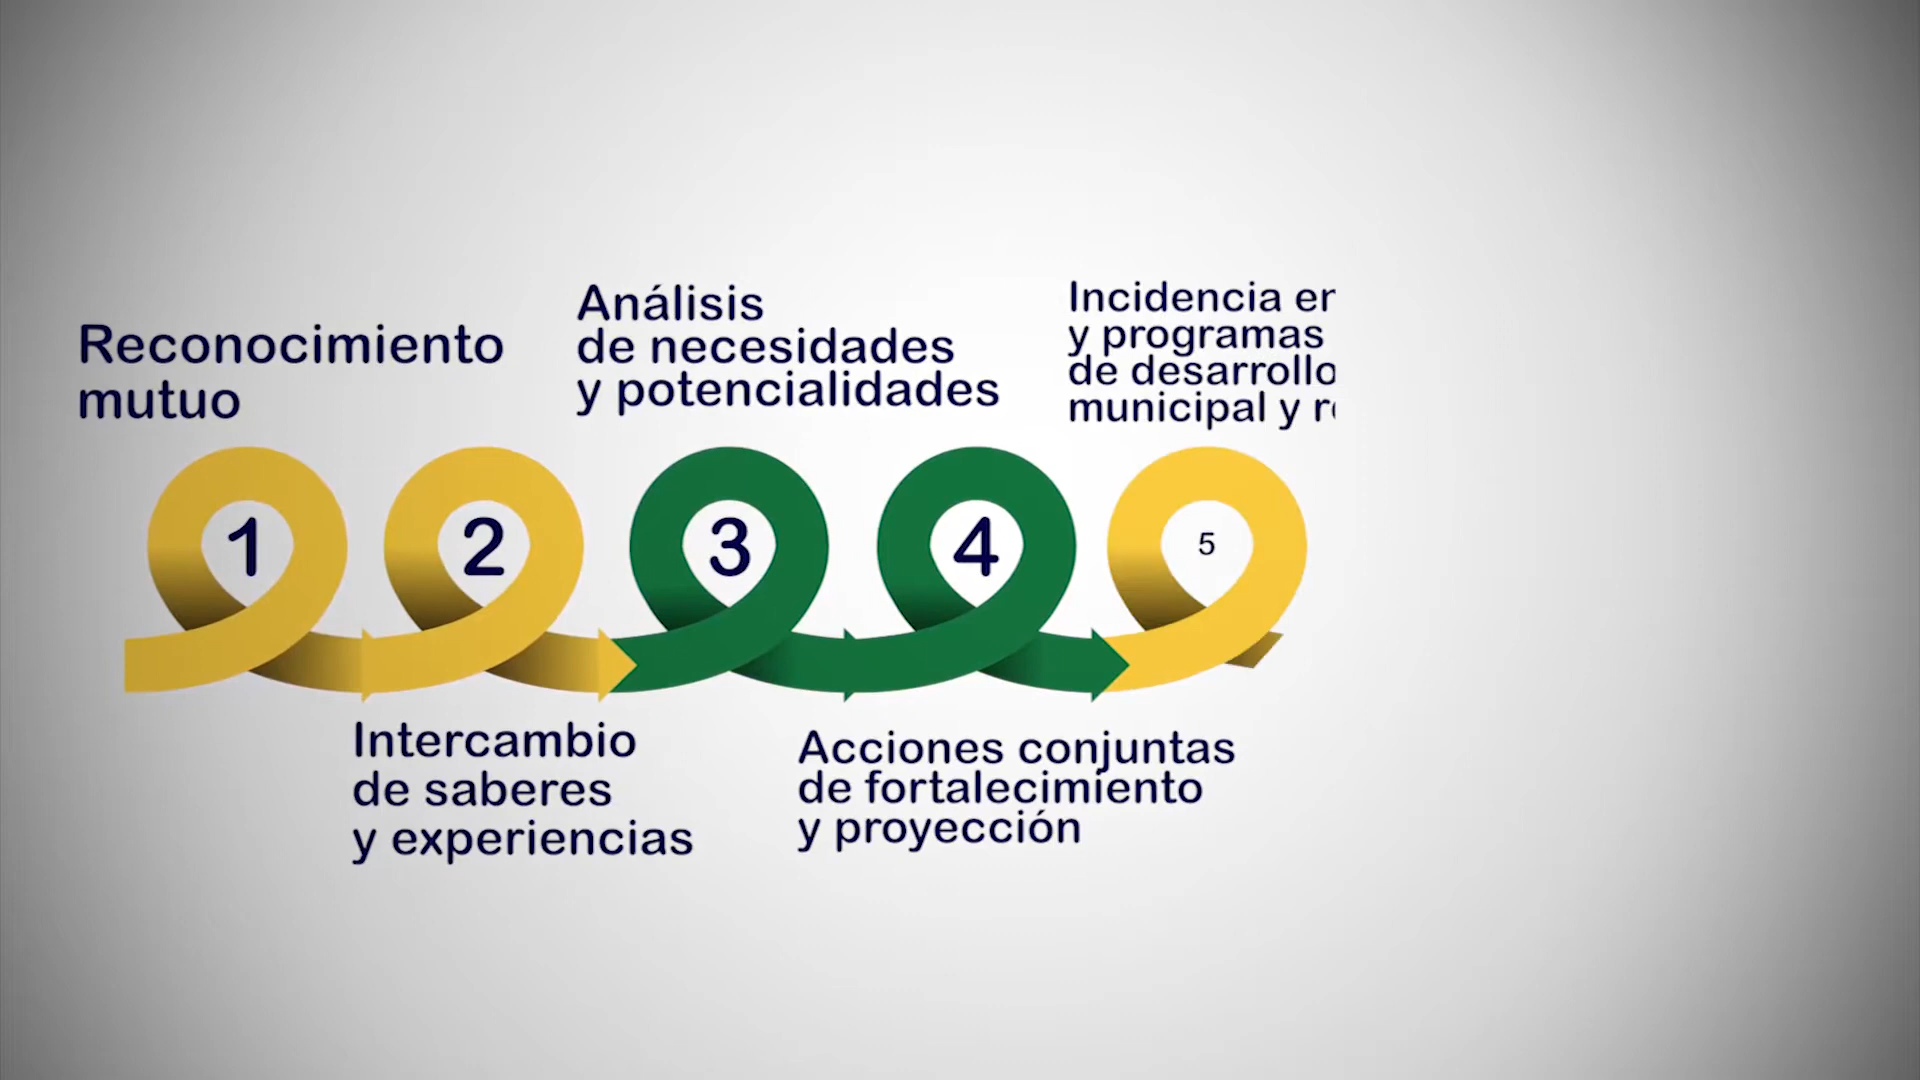 Reconocimiento
mutuo
1
Intercambio
de saberes
y experiencias
2
Análisis
de necesidades
y potencialidades
3
Acciones conjuntas
de fortalecimiento
y proyección
4
Incidencia
y programas
de desarrollo
municipal y
5